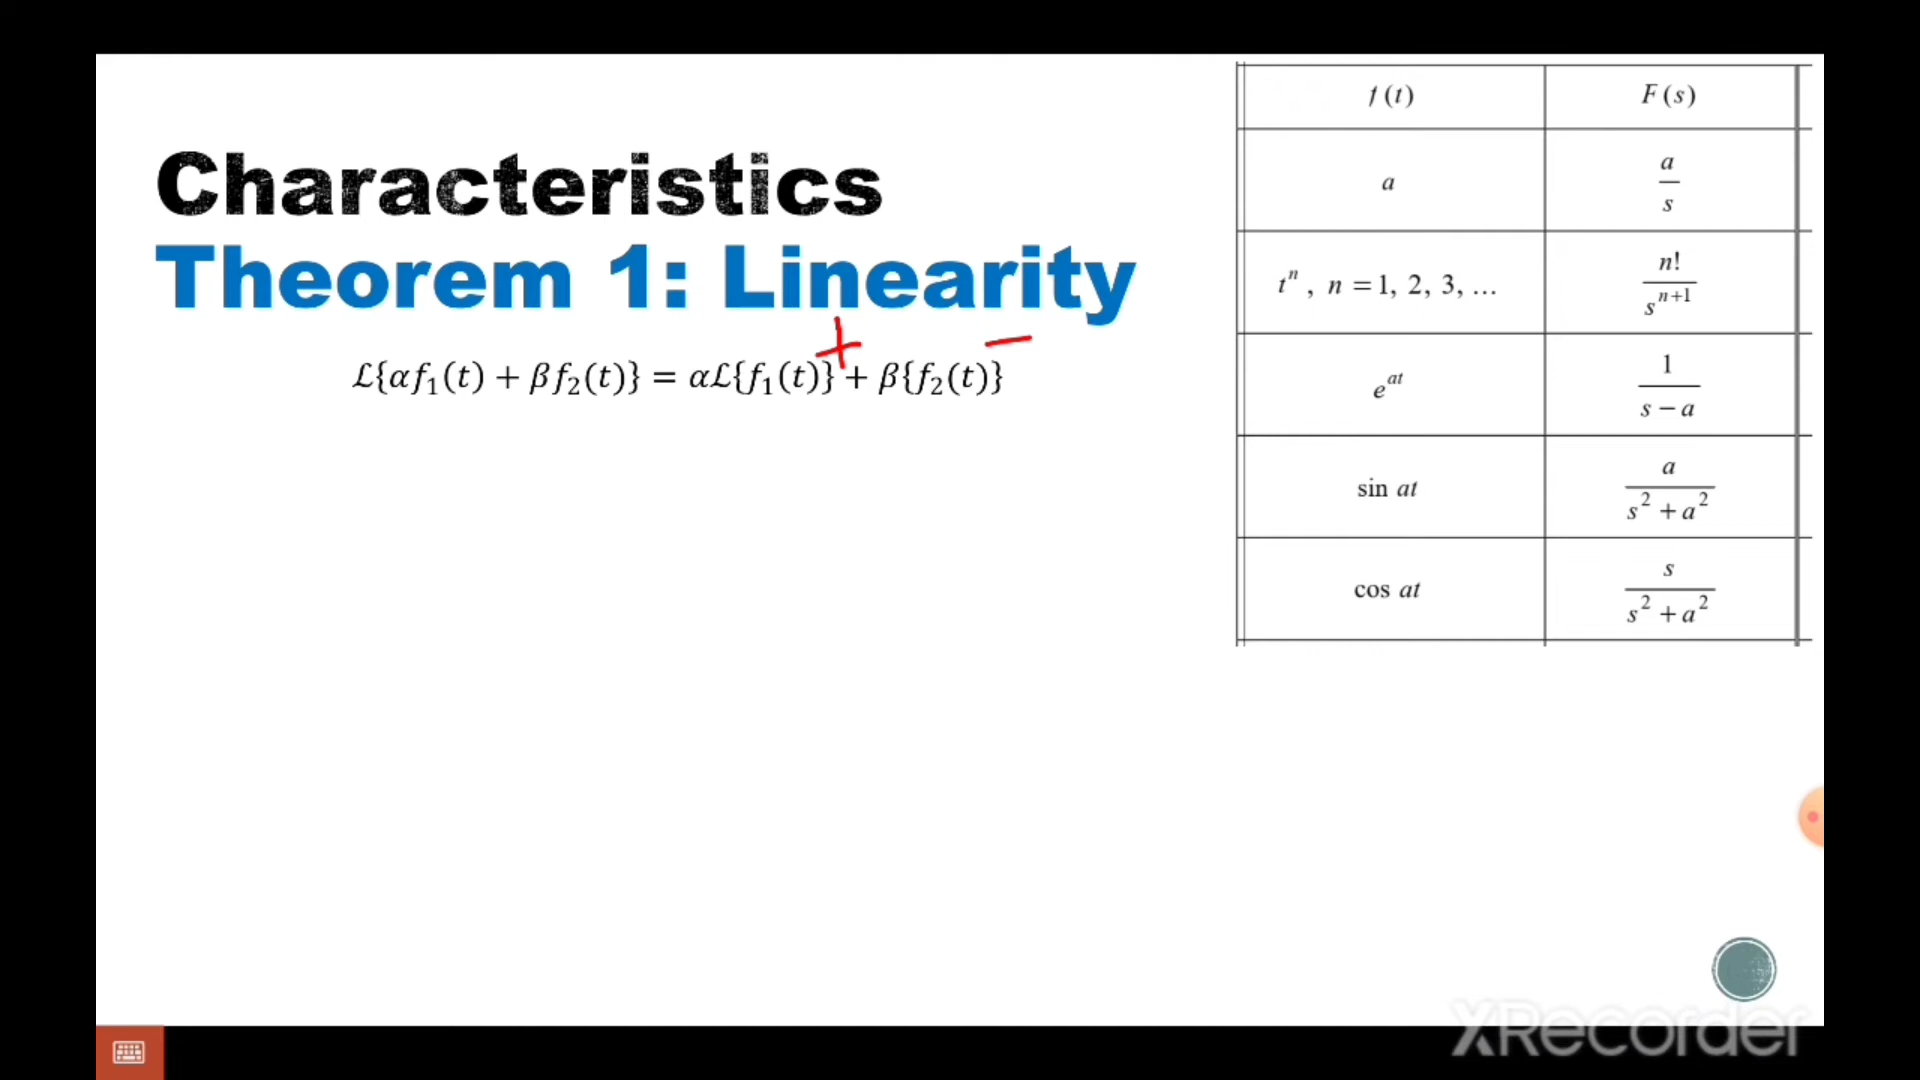 Characteristics
Theorem 1: Linearity
+ −
ℒ{αf₁(t) + βf₂(t)} = αℒ{f₁(t)} + β{f₂(t)}
f (t) F (s)
a a/s
tⁿ , n = 1, 2, 3, ... n!/sⁿ⁺¹
eᵃᵗ 1/(s − a)
sin at a/(s² + a²)
cos at s/(s² + a²)
XRecorder